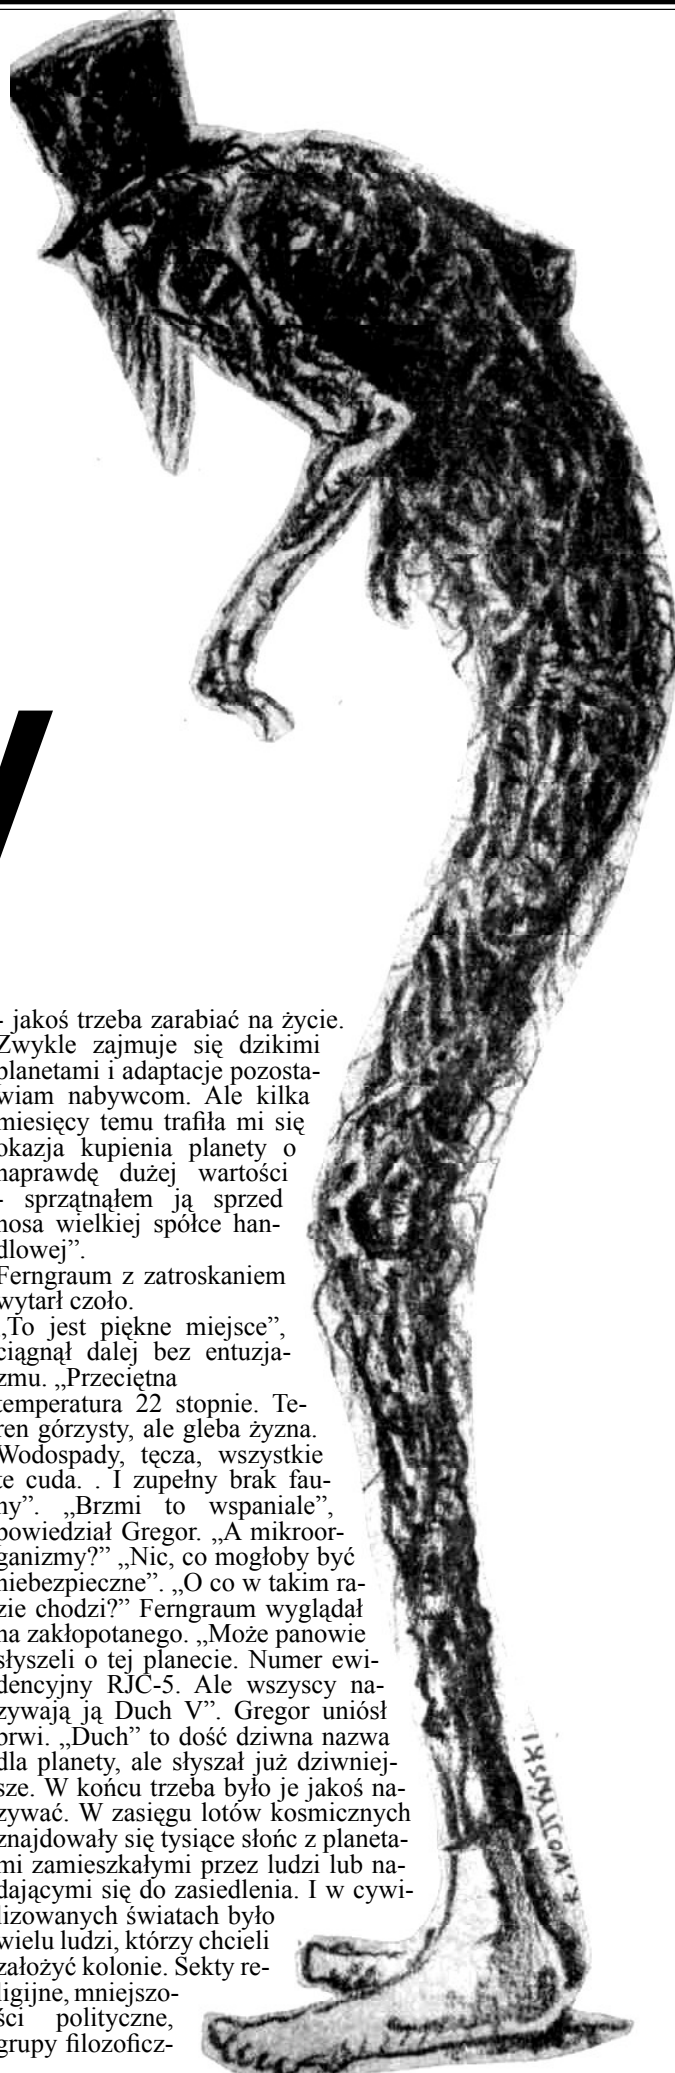 - jakoś trzeba zarabiać na życie.
Zwykle zajmuje się dzikimi
planetami i adaptacje pozosta-
wiam nabywcom. Ale kilka
miesięcy temu trafiła mi się
okazja kupienia planety o
naprawdę dużej wartości
- sprzątnąłem ją sprzed
nosa wielkiej spółce han-
dlowej”.
Ferngraum z zatroskaniem
wytarł czoło.
„To jest piękne miejsce”,
ciągnął dalej bez entuzja-
zmu. „Przeciętna
temperatura 22 stopnie. Te-
ren górzysty, ale gleba żyzna.
Wodospady, tęcza, wszystkie
te cuda. . I zupełny brak fau-
ny”. „Brzmi to wspaniale”,
powiedział Gregor. „A mikroor-
ganizmy?” „Nic, co mogłoby być
niebezpieczne”. „O co w takim ra-
zie chodzi?” Ferngraum wyglądał
na zakłopotanego. „Może panowie
słyszeli o tej planecie. Numer ewi-
dencyjny RJC-5. Ale wszyscy na-
zywają ją Duch V”. Gregor uniósł
brwi. „Duch” to dość dziwna nazwa
dla planety, ale słyszał już dziwniej-
sze. W końcu trzeba było je jakoś na-
zywać. W zasięgu lotów kosmicznych
znajdowały się tysiące słońc z planeta-
mi zamieszkałymi przez ludzi lub na-
dającymi się do zasiedlenia. I w cywi-
lizowanych światach było
wielu ludzi, którzy chcieli
założyć kolonie. Sekty re-
ligijne, mniejszo-
ści polityczne,
grupy filozoficz-
R. WOJTYŃSKI